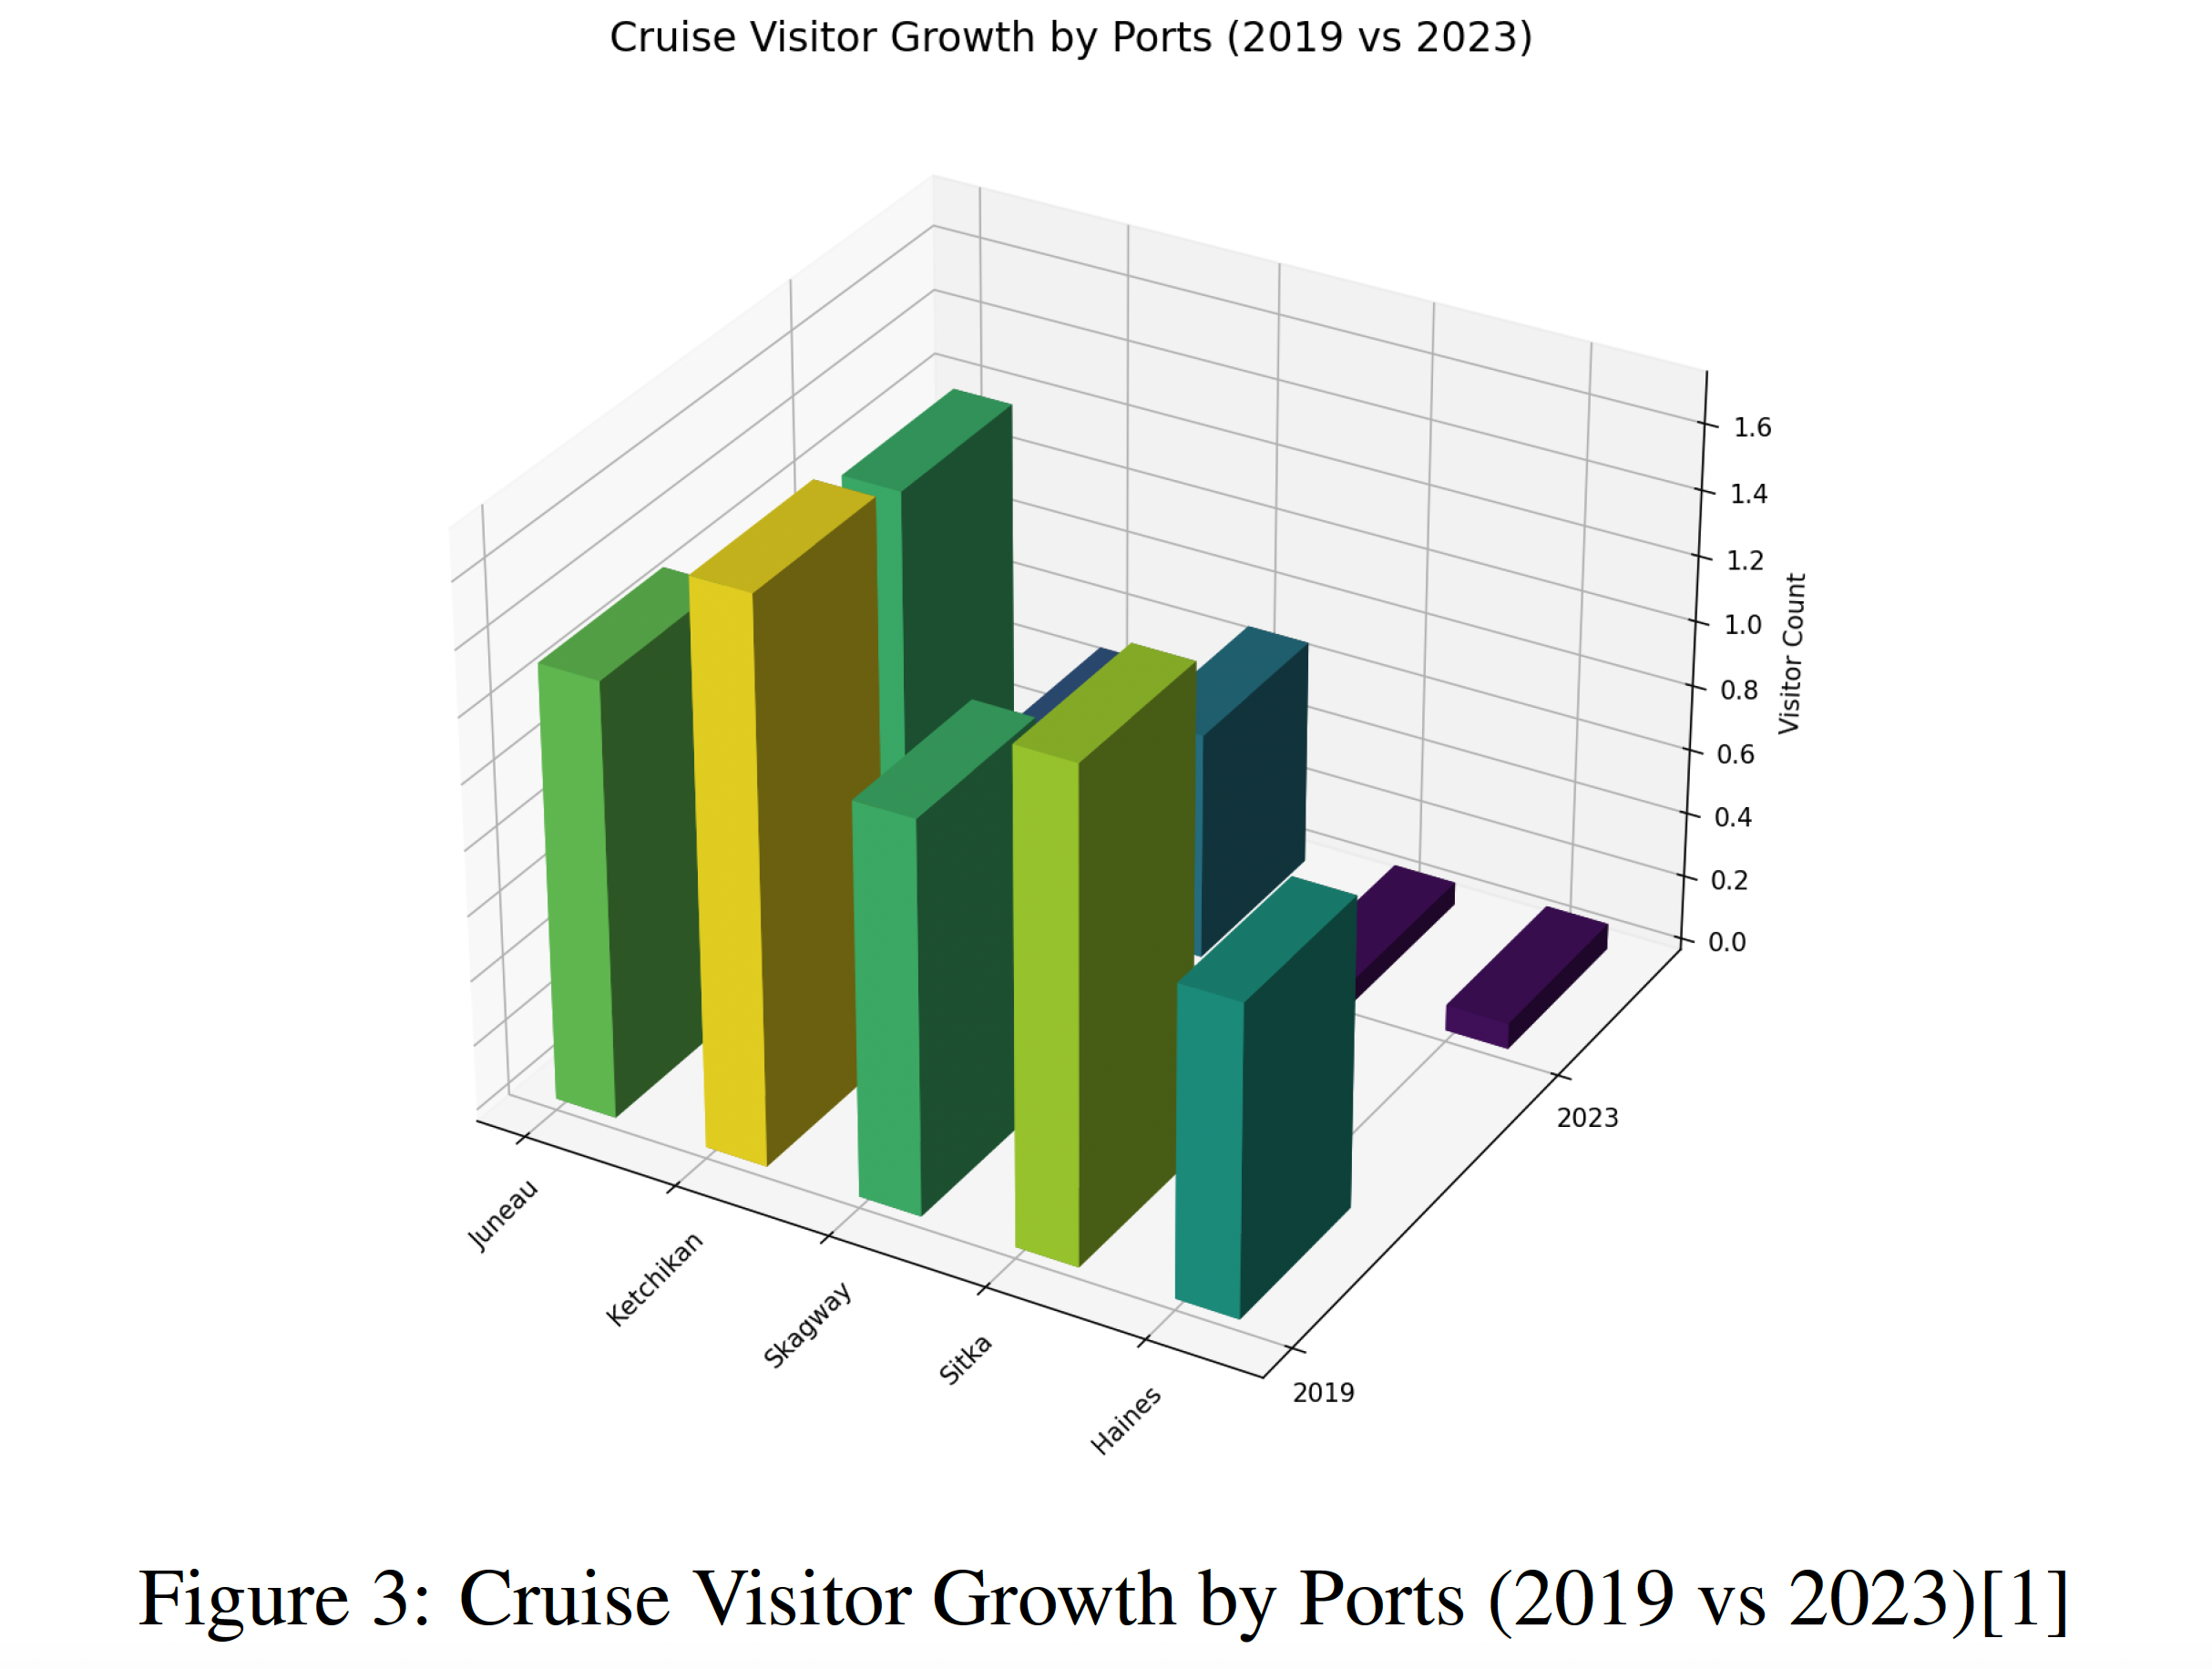 Cruise Visitor Growth by Ports (2019 vs 2023)
1.6
1.4
1.2
1.0
0.8
0.6
0.4
0.2
0.0
Visitor Count
2023
2019
Juneau
Ketchikan
Skagway
Sitka
Haines
Figure 3: Cruise Visitor Growth by Ports (2019 vs 2023)[1]